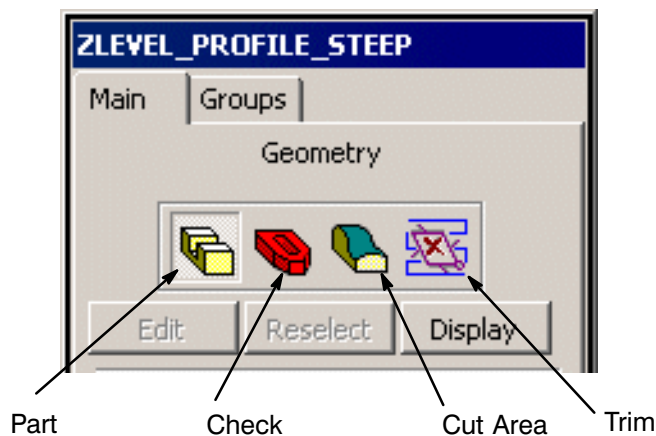 ZLEVEL_PROFILE_STEEP
Main Groups
Geometry
Edit Reselect Display
Part Check Cut Area Trim